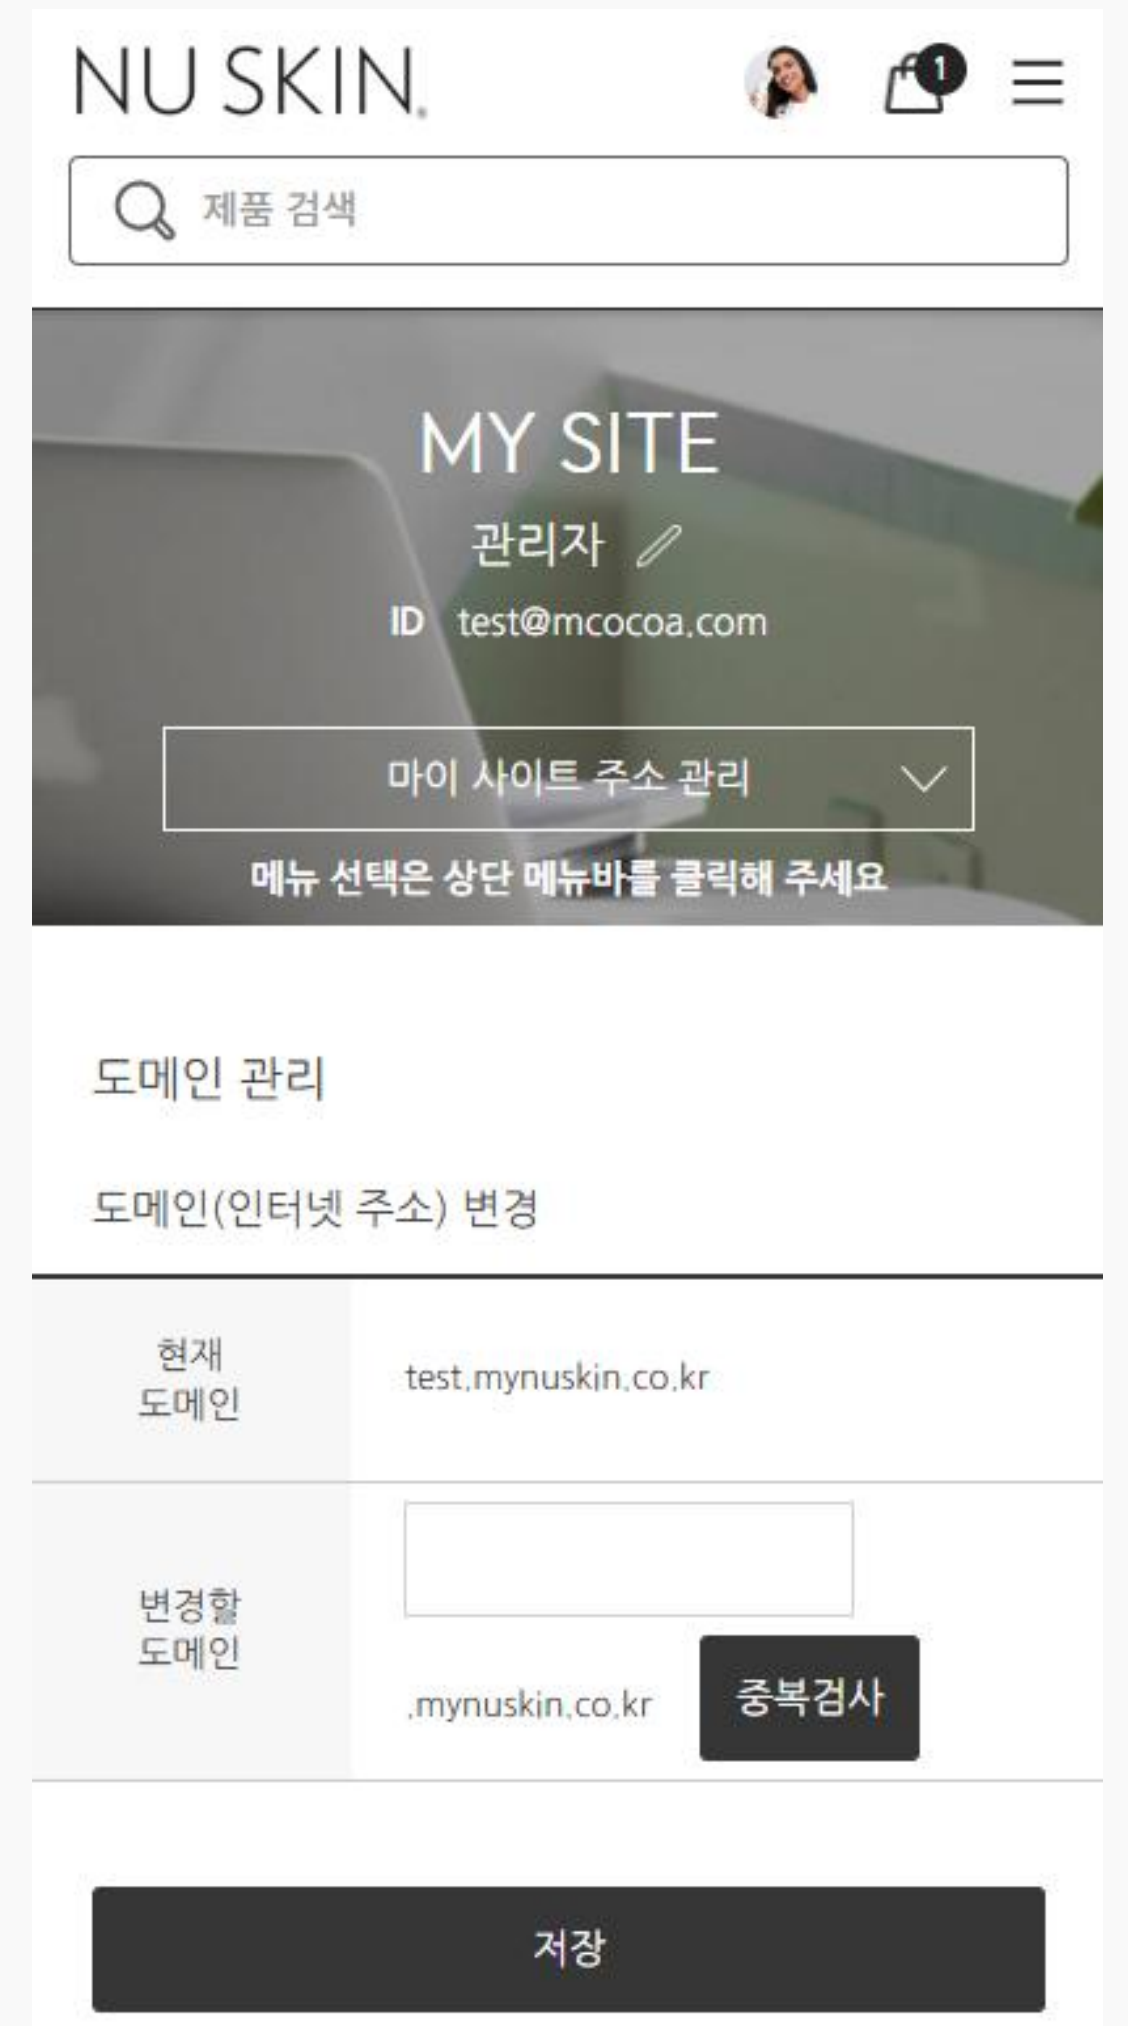 NU SKIN®
1
제품 검색
MY SITE
관리자
ID test@mcocoa.com
마이 사이트 주소 관리
메뉴 선택은 상단 메뉴바를 클릭해 주세요
도메인 관리
도메인(인터넷 주소) 변경
현재
도메인
test.mynuskin.co.kr
변경할
도메인
.mynuskin.co.kr
중복검사
저장